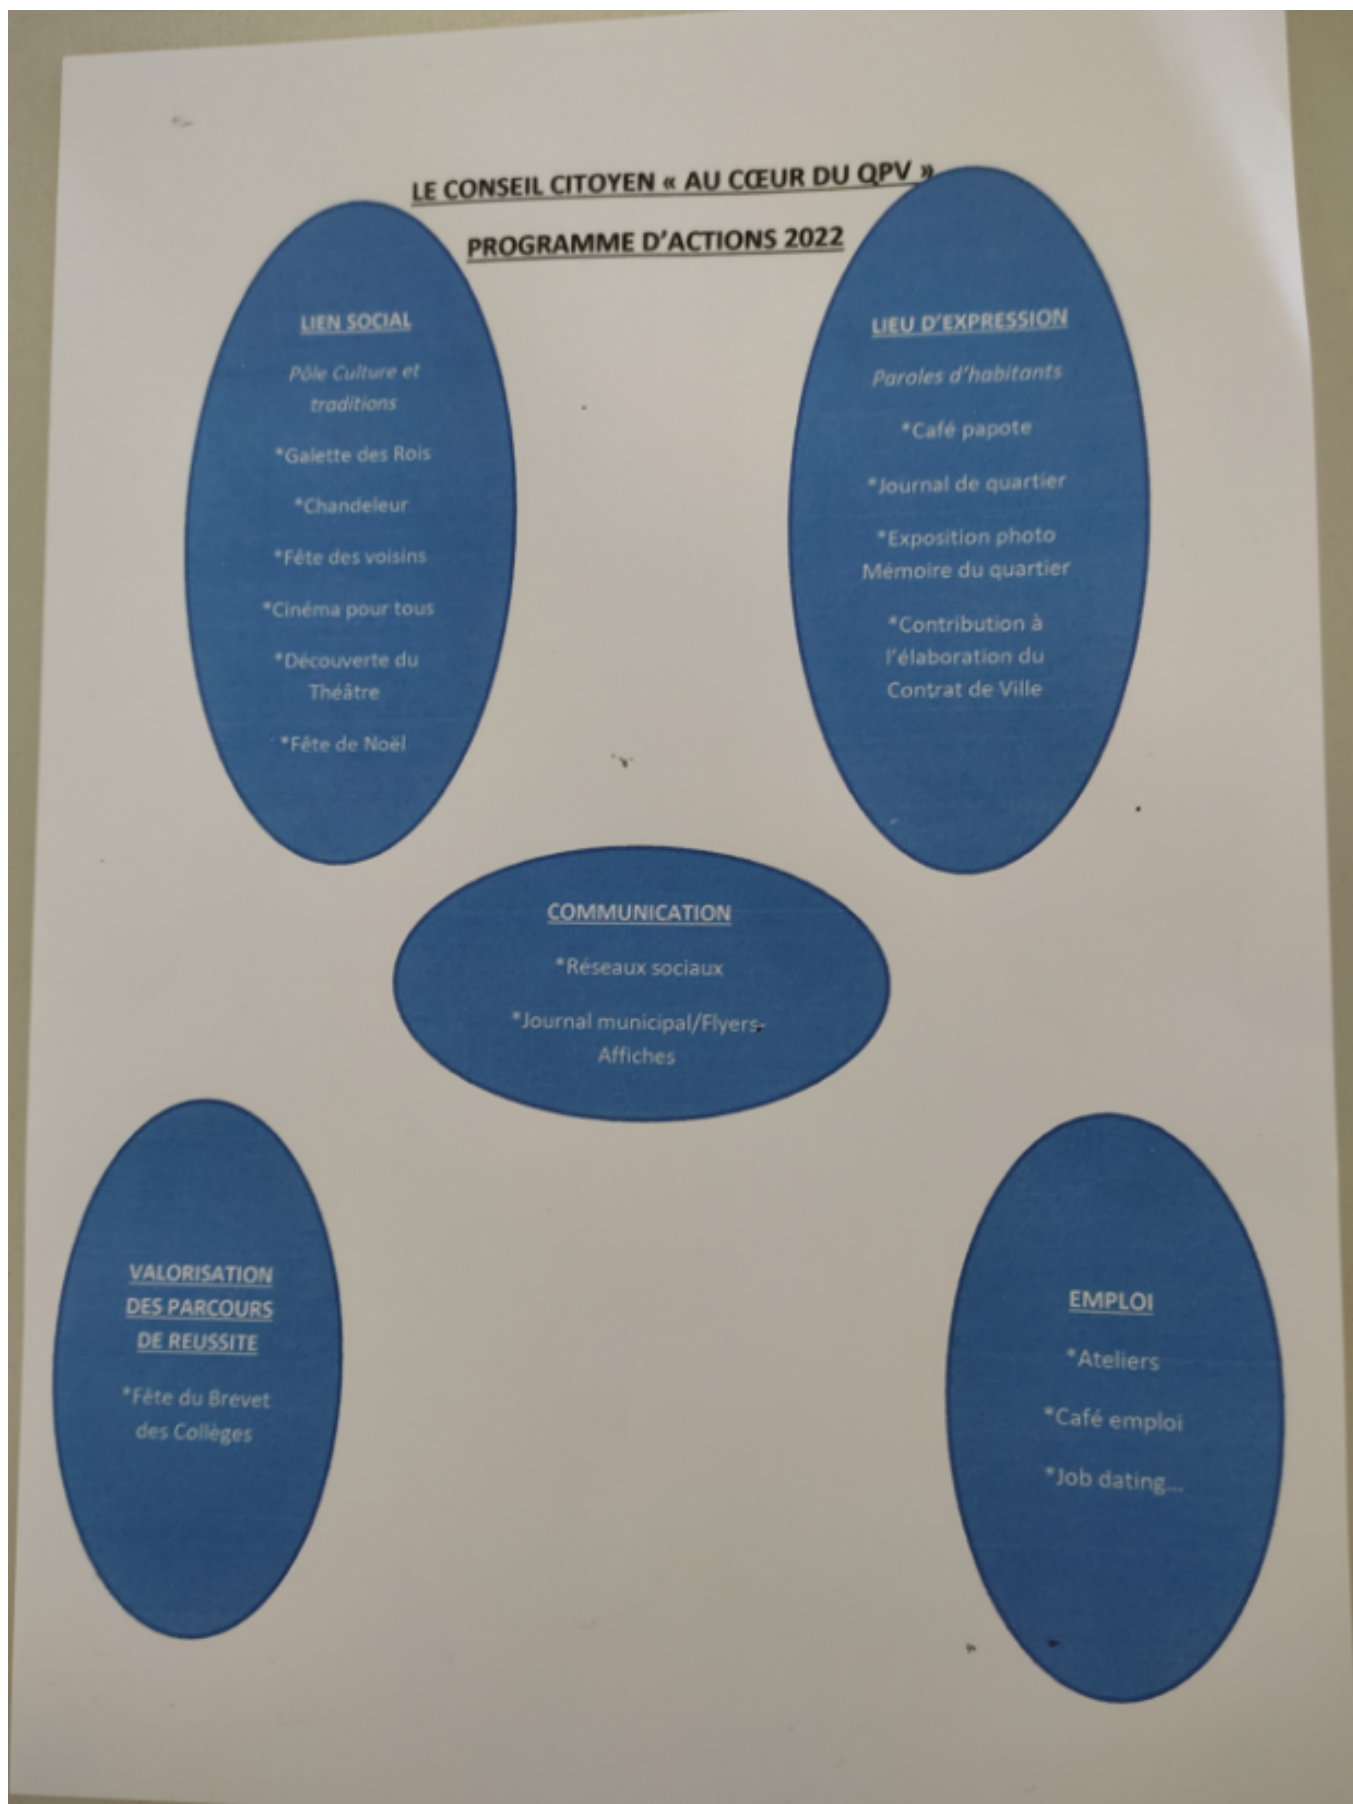 LE CONSEIL CITOYEN « AU CŒUR DU QPV »
PROGRAMME D'ACTIONS 2022
LIEN SOCIAL
Pôle Culture et
traditions
*Galette des Rois
*Chandeleur
*Fête des voisins
*Cinéma pour tous
*Découverte du
Théâtre
*Fête de Noël
LIEU D'EXPRESSION
Paroles d'habitants
*Café papote
*Journal de quartier
*Exposition photo
Mémoire du quartier
*Contribution à
l'élaboration du
Contrat de Ville
COMMUNICATION
*Réseaux sociaux
*Journal municipal/Flyers-
Affiches
VALORISATION
DES PARCOURS
DE REUSSITE
*Fête du Brevet
des Collèges
EMPLOI
*Ateliers
*Café emploi
*Job dating...